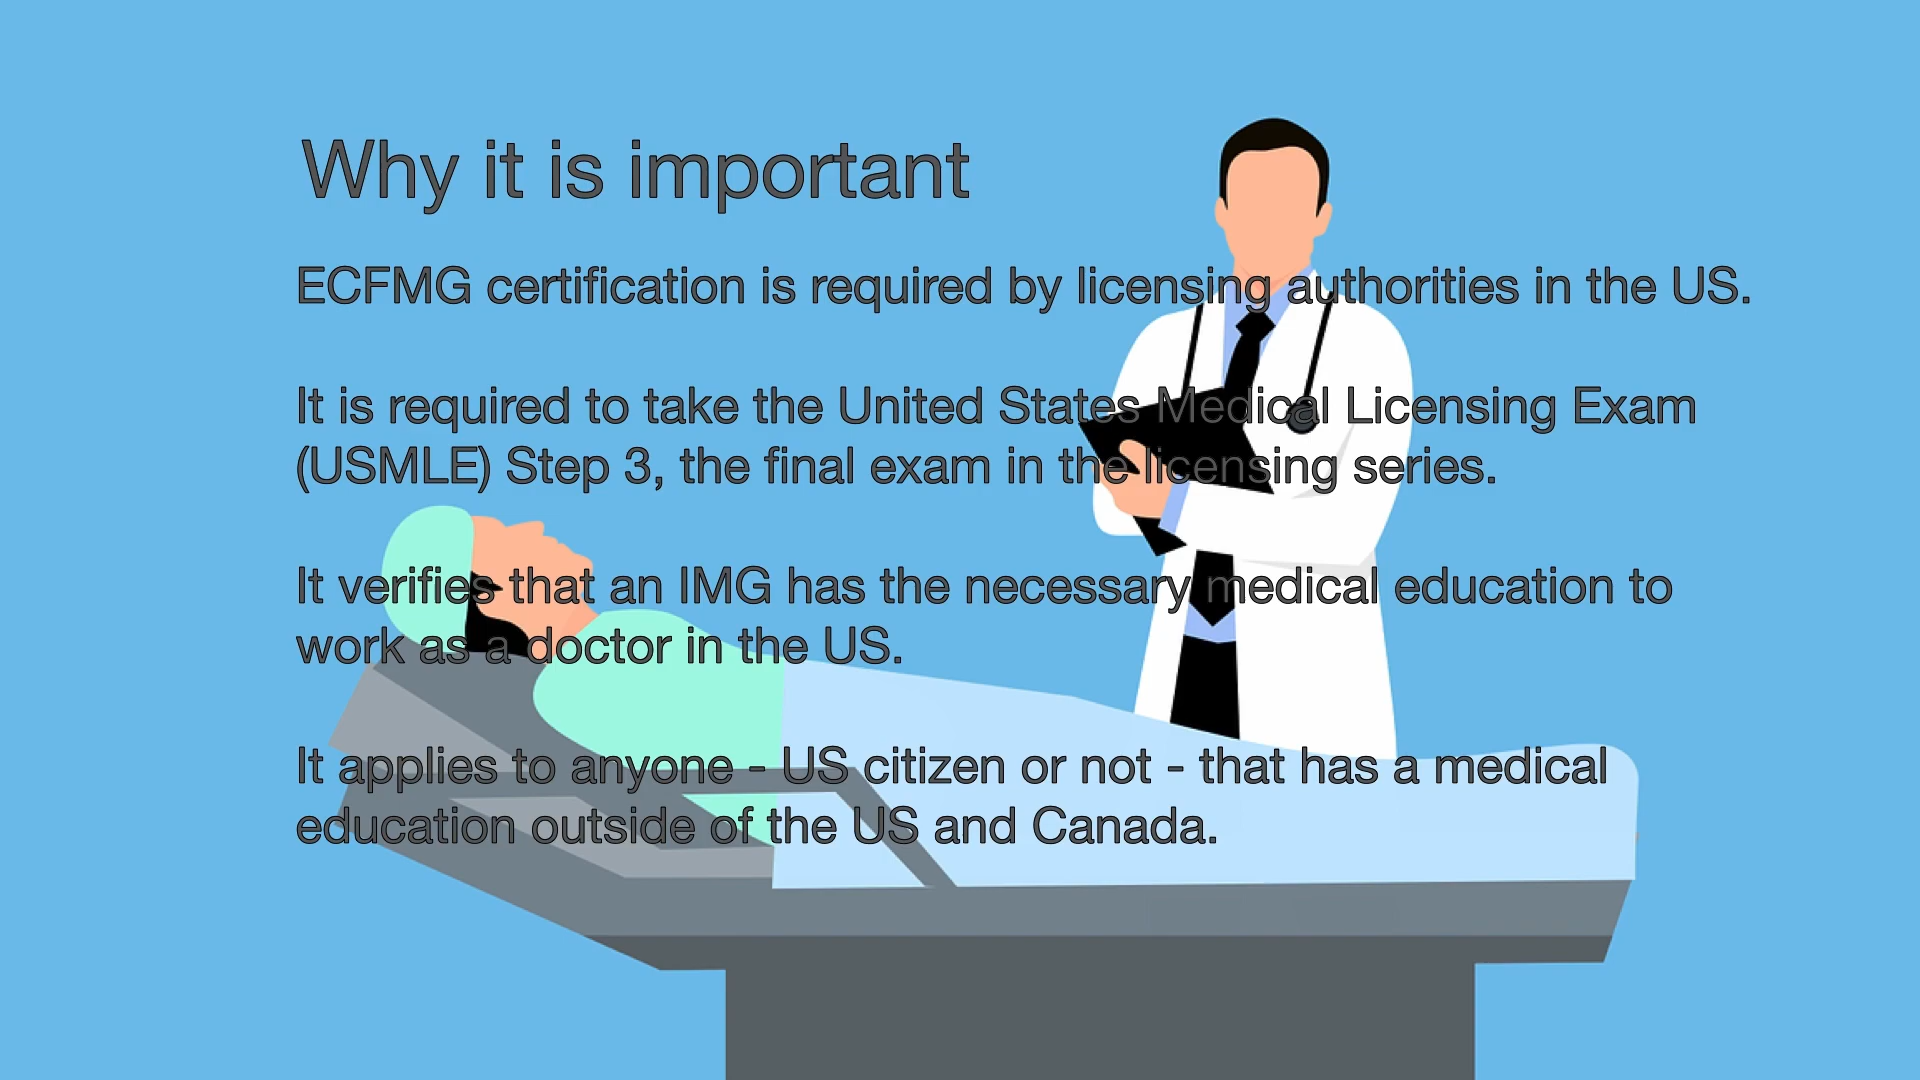 Why it is important
ECFMG certification is required by licensing authorities in the US.
It is required to take the United States Medical Licensing Exam
(USMLE) Step 3, the final exam in the licensing series.
It verifies that an IMG has the necessary medical education to
work as a doctor in the US.
It applies to anyone - US citizen or not - that has a medical
education outside of the US and Canada.